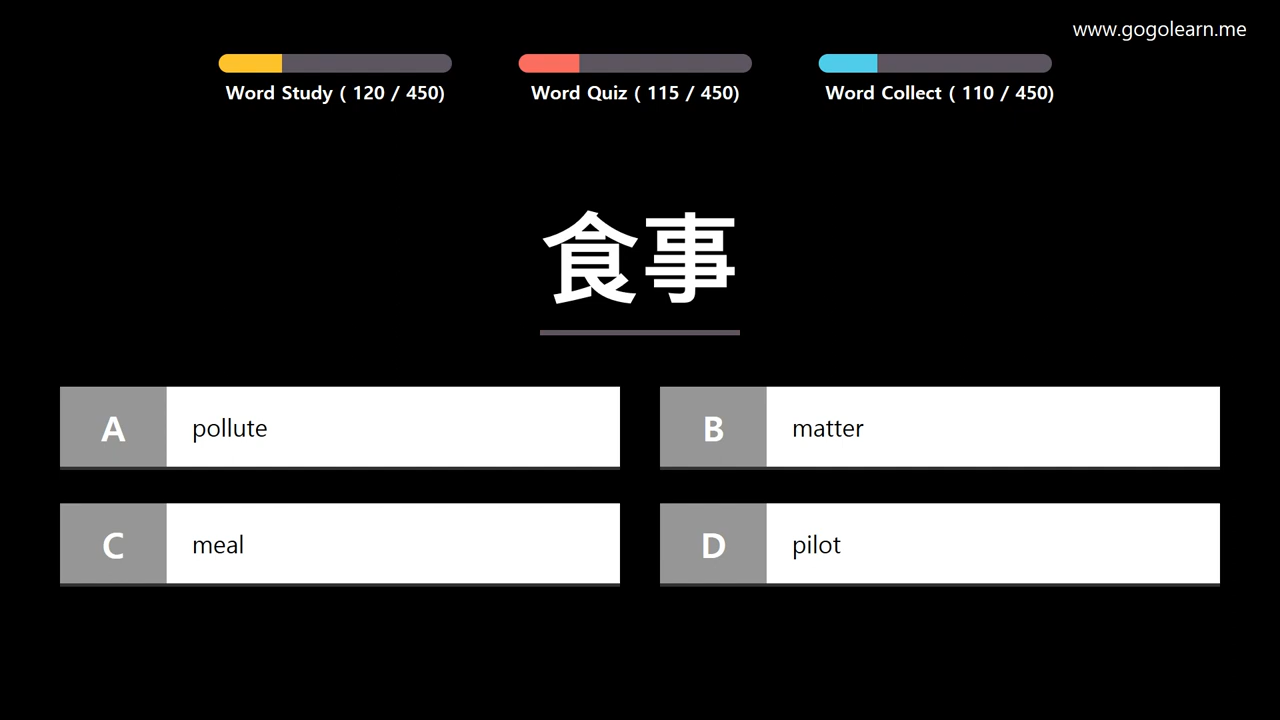 www.gogolearn.me
Word Study ( 120 / 450)
Word Quiz ( 115 / 450)
Word Collect ( 110 / 450)
食事
A pollute
B matter
C meal
D pilot